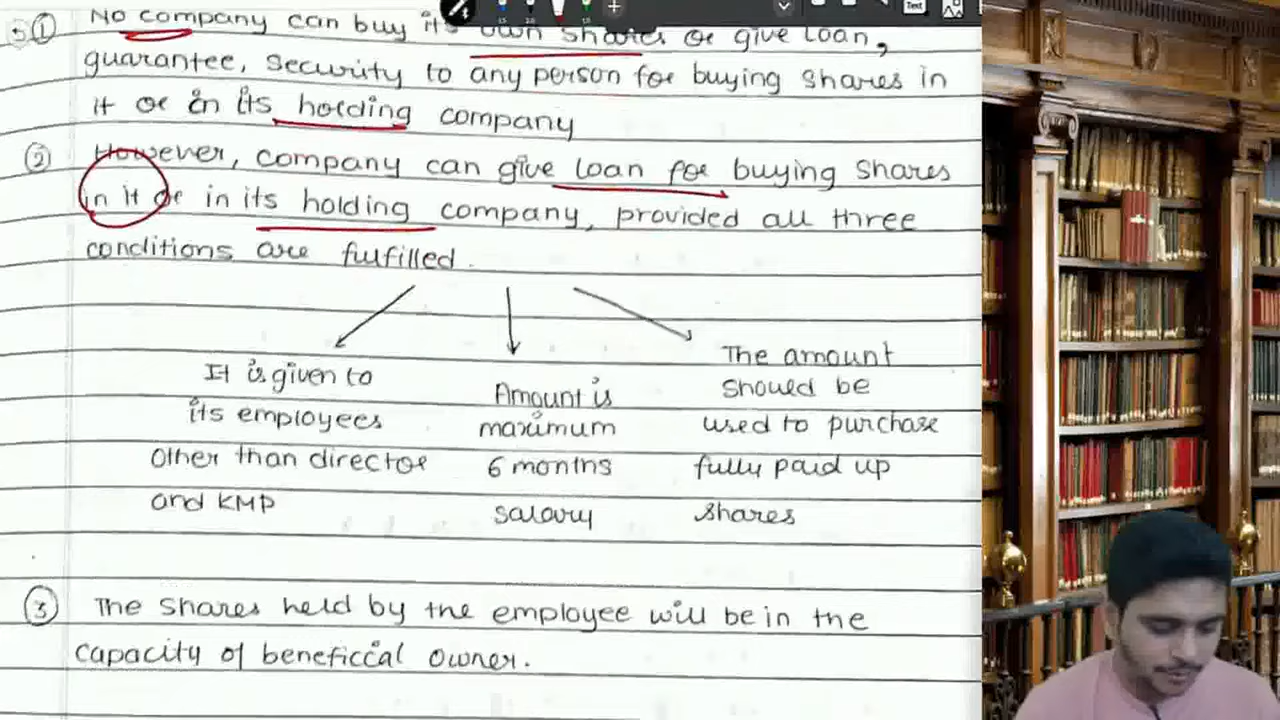 ① No company can buy its own shares or give loan,
guarantee, security to any person for buying shares in
it or in its holding company
② However, company can give loan for buying shares
in it or in its holding company, provided all three
conditions are fulfilled.
It is given to
its employees
other than director
and KMP
Amount is
maximum
6 months
salary
The amount
should be
used to purchase
fully paid up
shares
③ The shares held by the employee will be in the
capacity of beneficcal owner.
Text